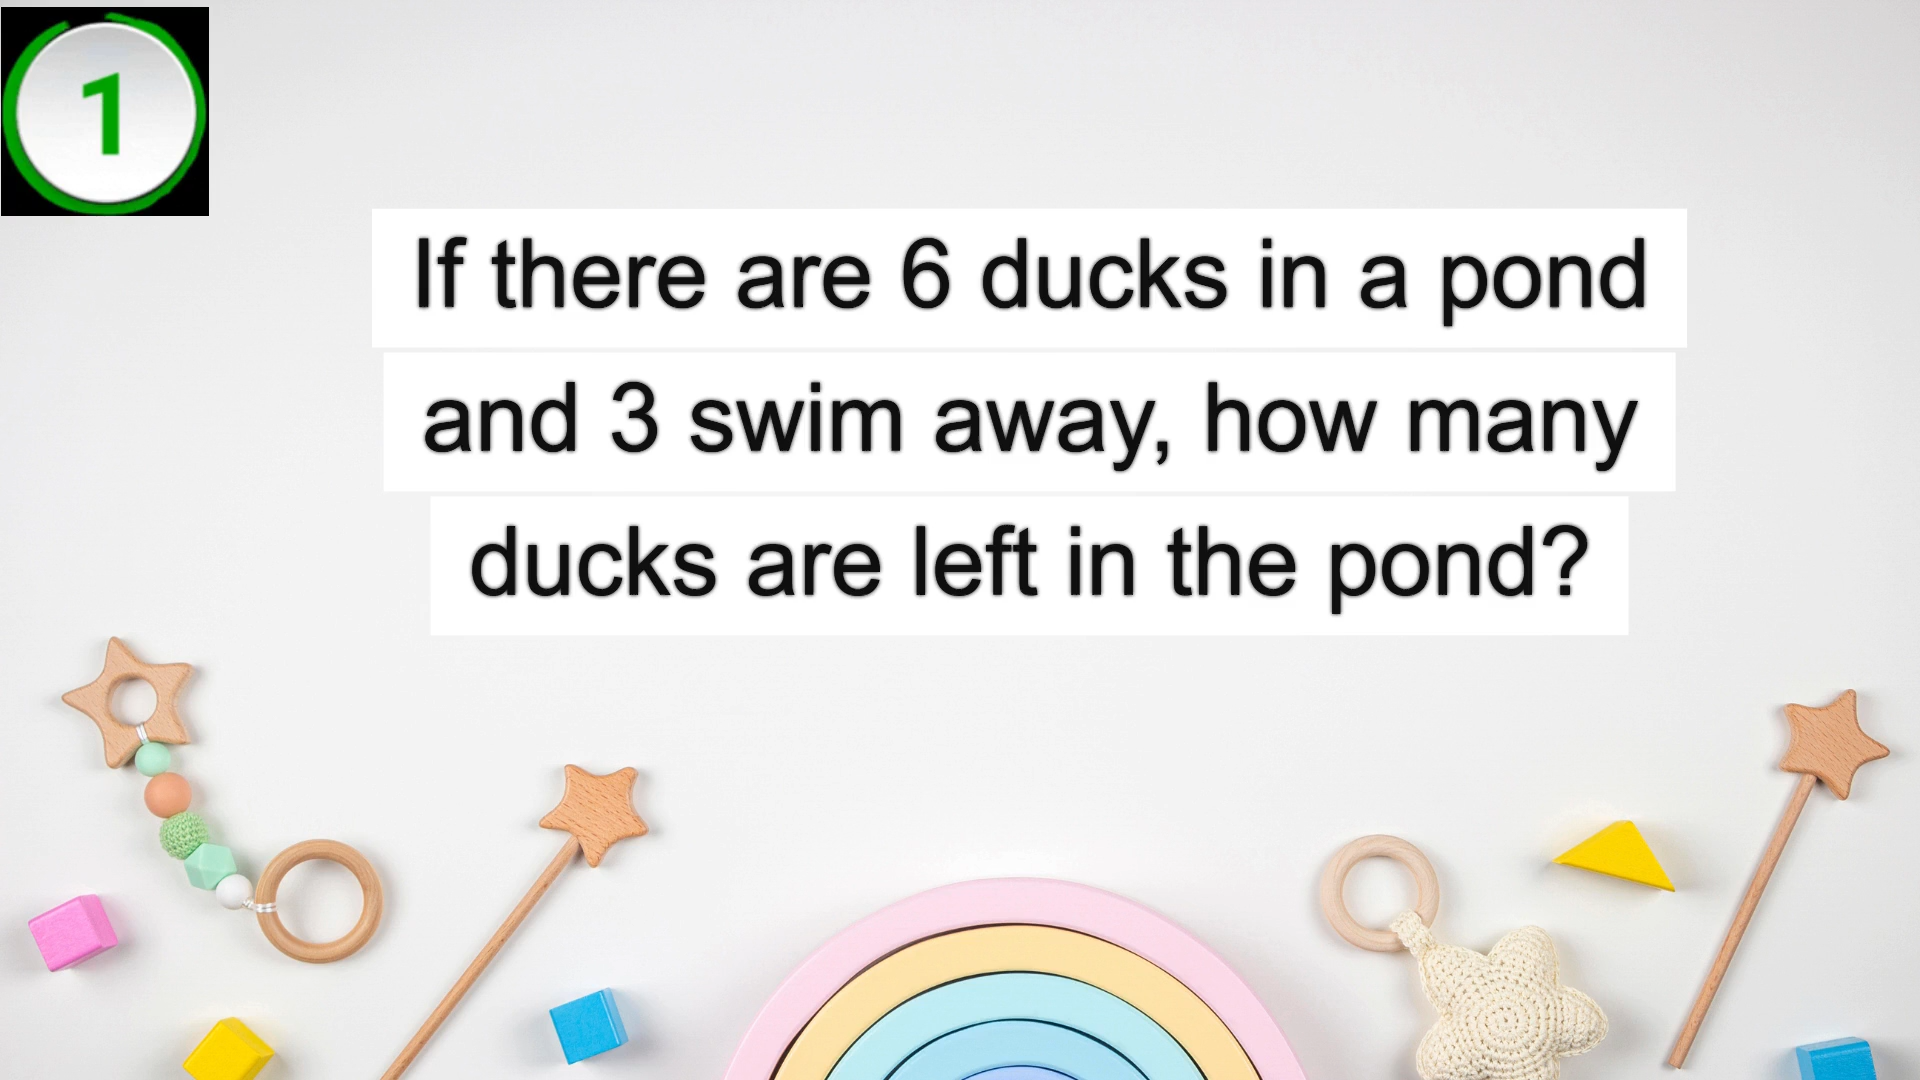 1
If there are 6 ducks in a pond
and 3 swim away, how many
ducks are left in the pond?